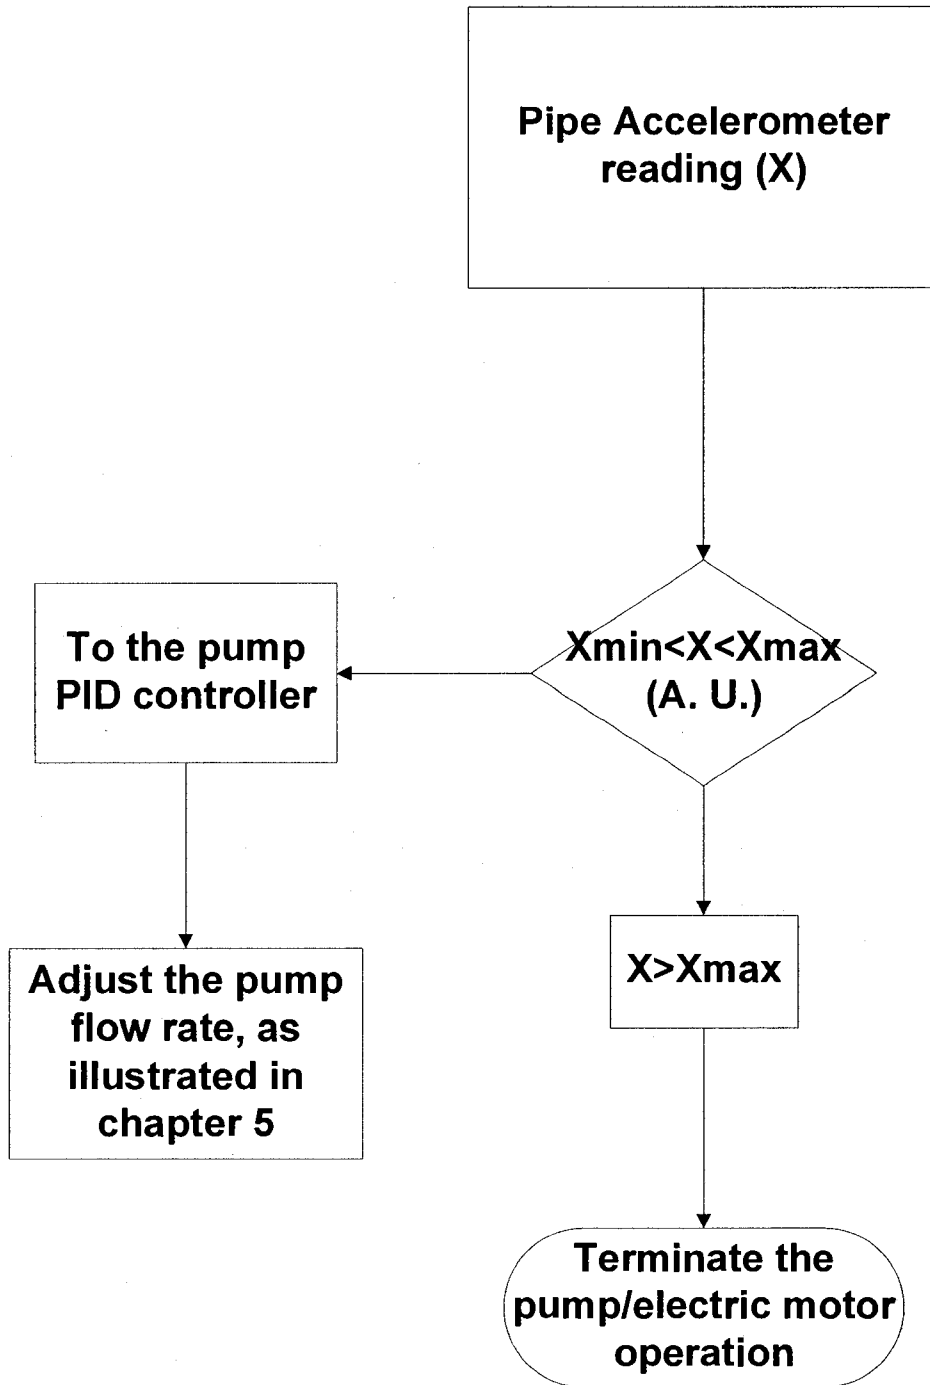 Pipe Accelerometer
reading (X)
Xmin<X<Xmax
(A. U.)
To the pump
PID controller
Adjust the pump
flow rate, as
illustrated in
chapter 5
X>Xmax
Terminate the
pump/electric motor
operation